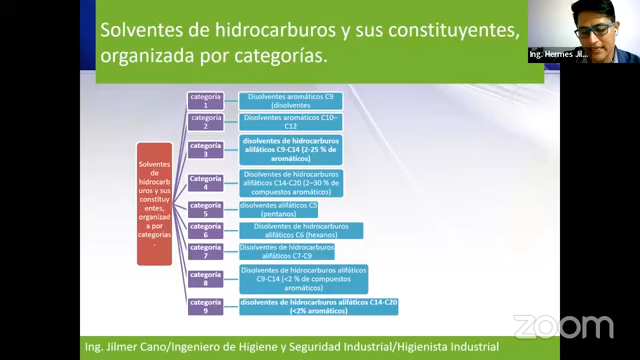 Solventes de hidrocarburos y sus constituyentes,
organizada por categorías.
Ing. Hermes Jil...
Solventes
de
hidrocarb
uros y sus
constituy
entes,
organizad
a por
categorías
.
categoría
1
Disolventes aromáticos C9
(disolventes
categoría
2
Disolventes aromáticos C10–
C12
categoría
3
disolventes de hidrocarburos
alifáticos C9-C14 (2-25 % de
aromáticos)
Categoría
4
Disolventes de hidrocarburos
alifáticos C14-C20 (2–30 % de
compuestos aromáticos)
categoría
5
disolventes alifáticos C5
(pentanos)
categoría
6
Disolventes de hidrocarburos
alifáticos C6 (hexanos)
categoría
7
Disolventes de hidrocarburos
alifáticos C7-C9
categoría
8
Disolventes de hidrocarburos alifáticos
C9-C14 (<2 % de compuestos
aromáticos)
categoría
9
disolventes de hidrocarburos alifáticos C14-C20
(<2% aromáticos)
zoom
Ing. Jilmer Cano/Ingeniero de Higiene y Seguridad Industrial/Higienista Industrial